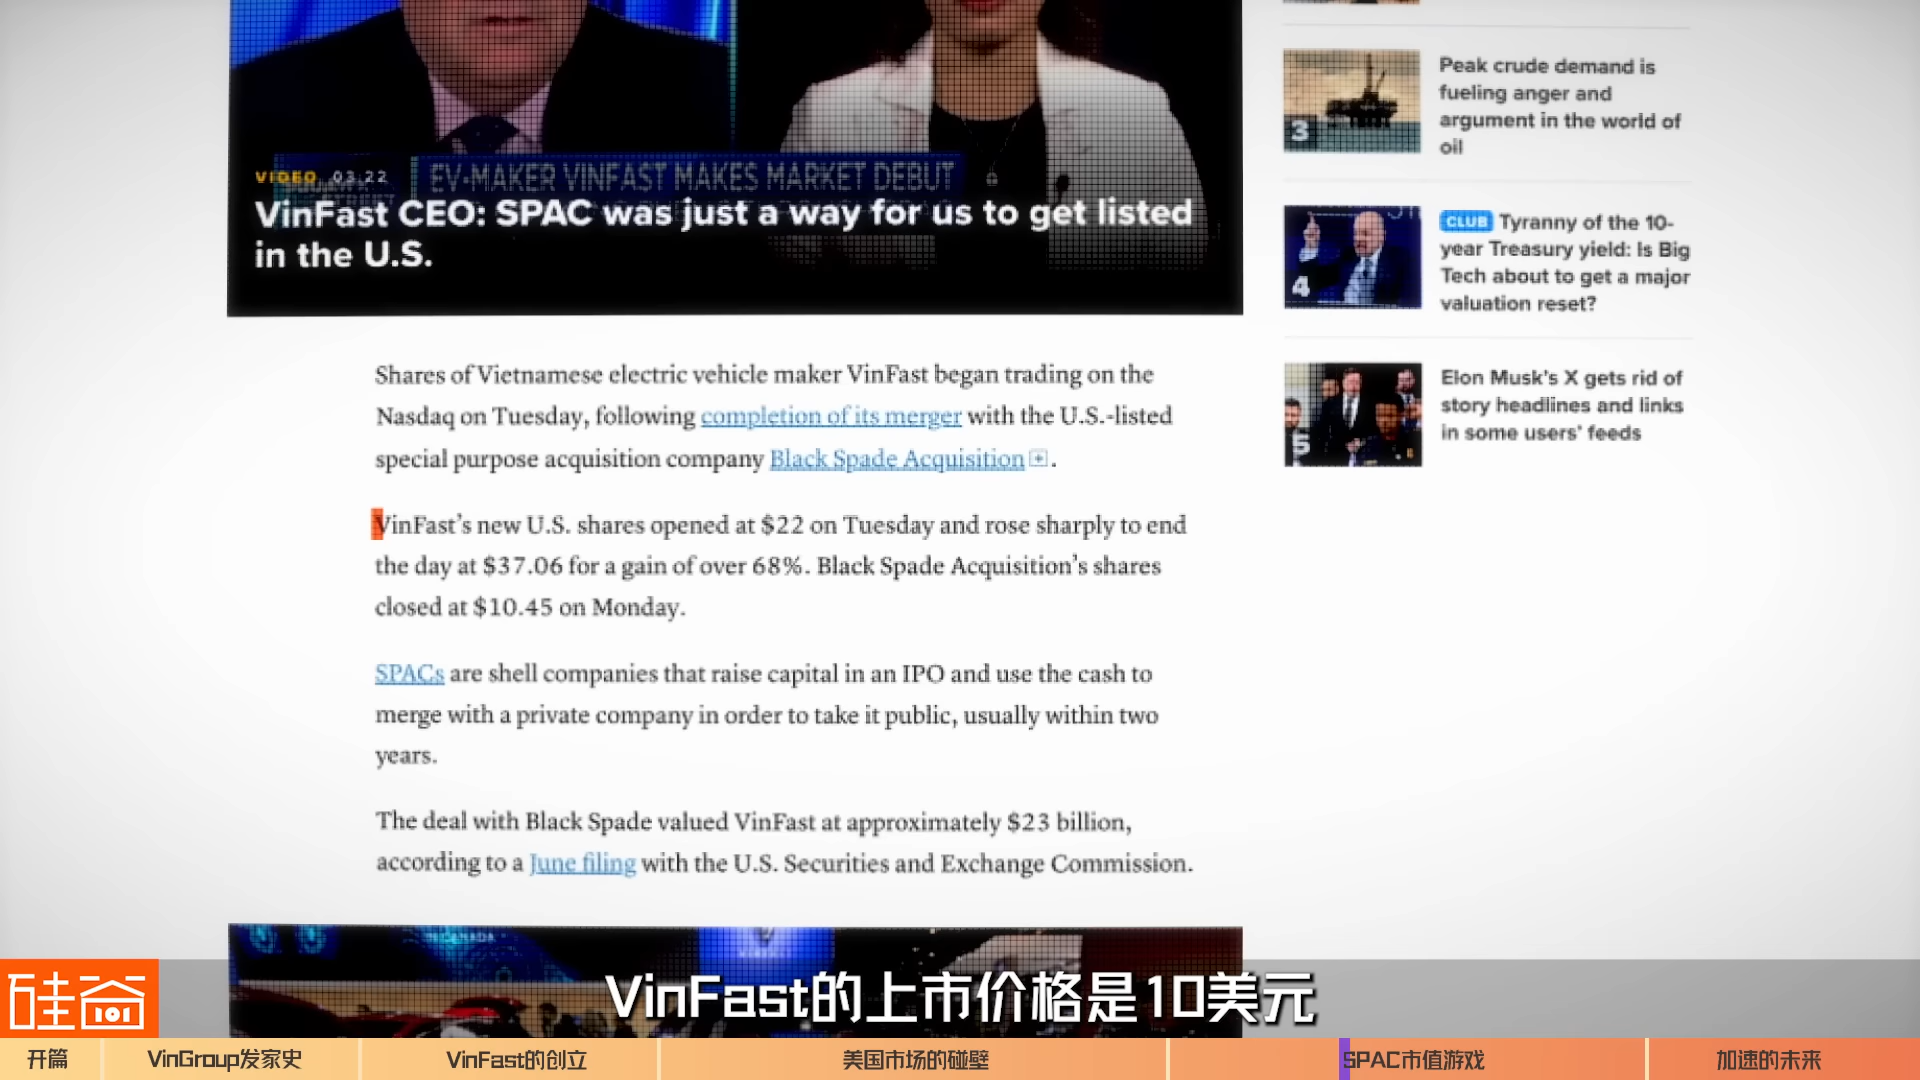 EV-MAKER VINFAST MAKES MARKET DEBUT
VIDEO 03:22
VinFast CEO: SPAC was just a way for us to get listed
in the U.S.
Shares of Vietnamese electric vehicle maker VinFast began trading on the
Nasdaq on Tuesday, following completion of its merger with the U.S.-listed
special purpose acquisition company Black Spade Acquisition.
VinFast’s new U.S. shares opened at $22 on Tuesday and rose sharply to end
the day at $37.06 for a gain of over 68%. Black Spade Acquisition’s shares
closed at $10.45 on Monday.
SPACs are shell companies that raise capital in an IPO and use the cash to
merge with a private company in order to take it public, usually within two
years.
The deal with Black Spade valued VinFast at approximately $23 billion,
according to a June filing with the U.S. Securities and Exchange Commission.
3
Peak crude demand is
fueling anger and
argument in the world of
oil
4
CLUB Tyranny of the 10-
year Treasury yield: Is Big
Tech about to get a major
valuation reset?
5
Elon Musk’s X gets rid of
story headlines and links
in some users’ feeds
VinFast的上市价格是10美元
硅谷
101
开篇
VinGroup发家史
VinFast的创立
美国市场的碰壁
SPAC市值游戏
加速的未来